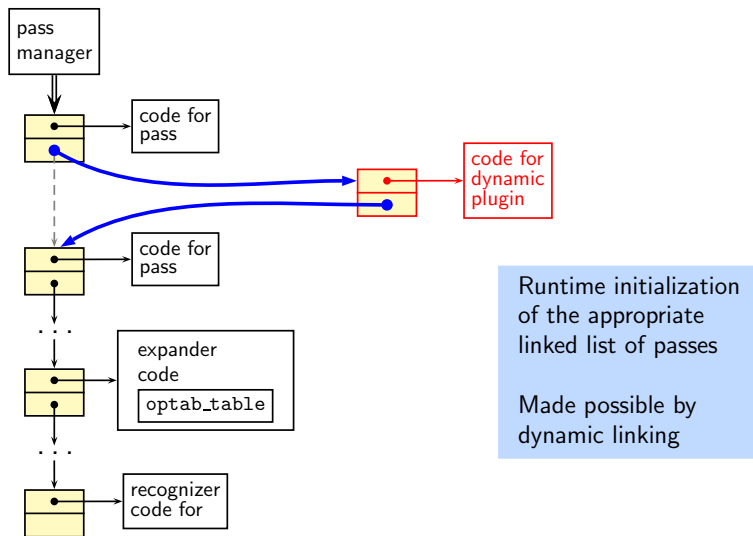 pass
manager
code for
pass
code for
dynamic
plugin
code for
pass
. . .
expander
code
optab_table
. . .
recognizer
code for
Runtime initialization
of the appropriate
linked list of passes
Made possible by
dynamic linking